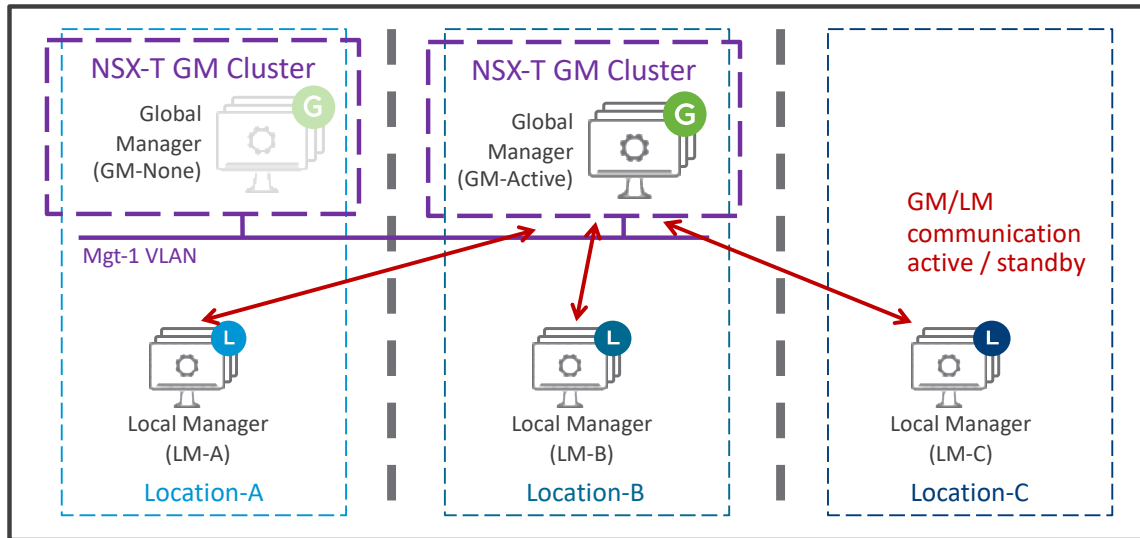 NSX-T GM Cluster
Global
Manager
(GM-None)
G
NSX-T GM Cluster
Global
Manager
(GM-Active)
G
GM/LM
communication
active / standby
Mgt-1 VLAN
L
Local Manager
(LM-A)
Location-A
L
Local Manager
(LM-B)
Location-B
L
Local Manager
(LM-C)
Location-C